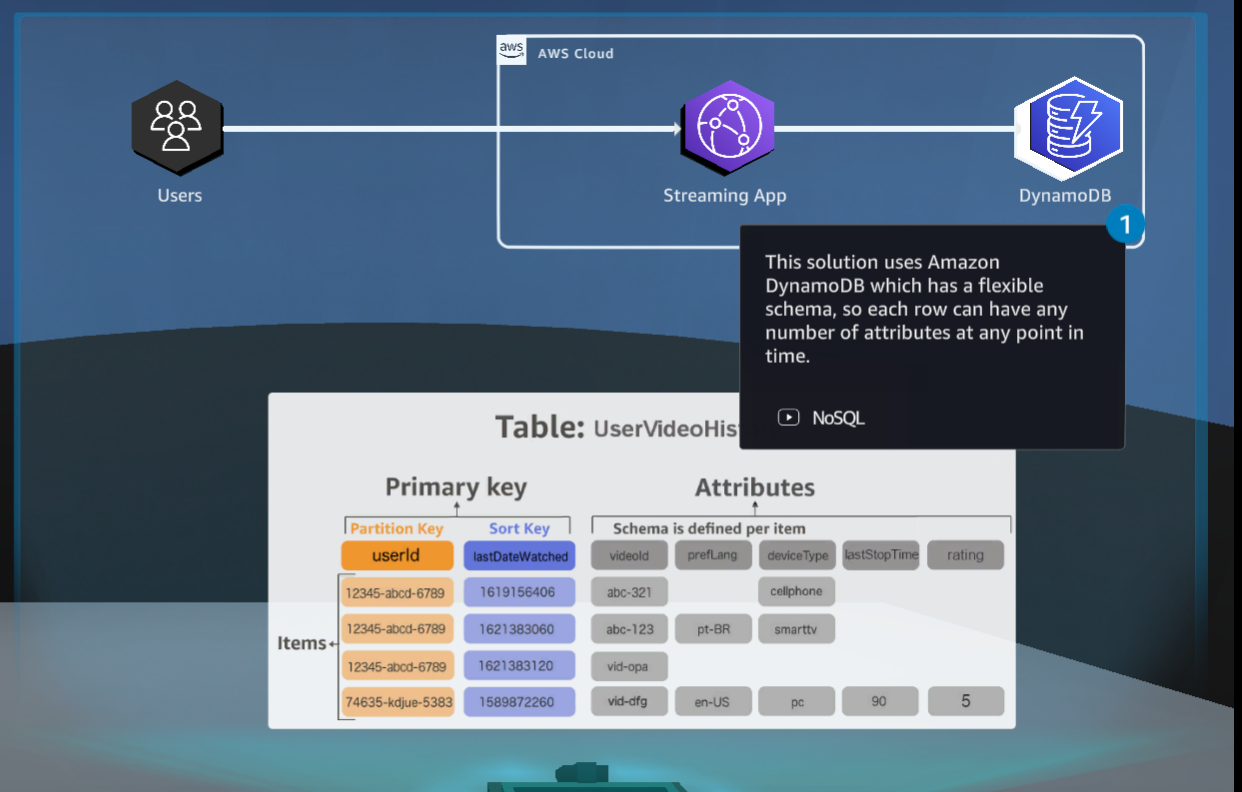 aws
AWS Cloud
Users
Streaming App
DynamoDB
1
This solution uses Amazon
DynamoDB which has a flexible
schema, so each row can have any
number of attributes at any point in
time.
NoSQL
Table: UserVideoHis
Primary key
Attributes
Partition Key
Sort Key
Schema is defined per item
userId
lastDateWatched
videoId
prefLang
deviceType
lastStopTime
rating
Items
12345-abcd-6789
1619156406
abc-321
cellphone
12345-abcd-6789
1621383060
abc-123
pt-BR
smarttv
12345-abcd-6789
1621383120
vid-opa
74635-kdjue-5383
1589872260
vid-dfg
en-US
pc
90
5